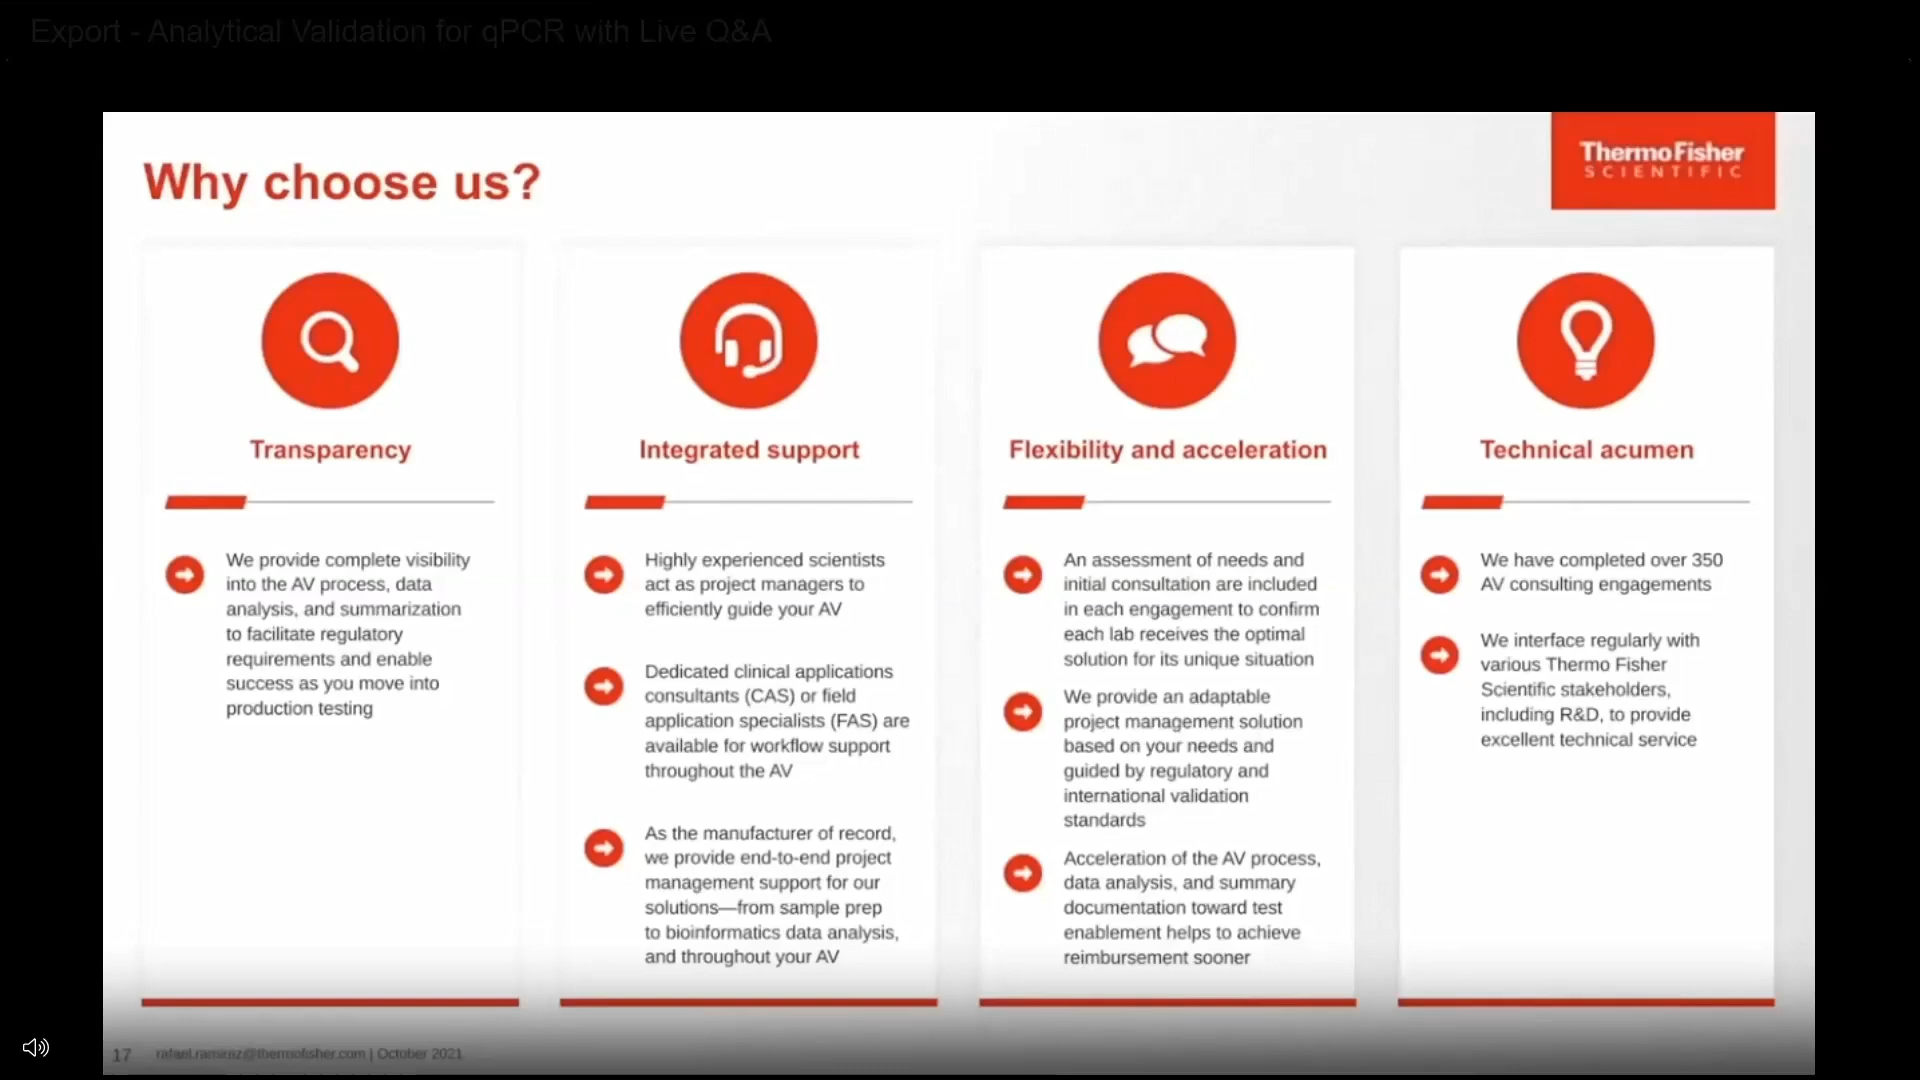 Export - Analytical Validation for qPCR with Live Q&A
Why choose us?
ThermoFisher
SCIENTIFIC
Transparency
We provide complete visibility
into the AV process, data
analysis, and summarization
to facilitate regulatory
requirements and enable
success as you move into
production testing
Integrated support
Highly experienced scientists
act as project managers to
efficiently guide your AV
Dedicated clinical applications
consultants (CAS) or field
application specialists (FAS) are
available for workflow support
throughout the AV
As the manufacturer of record,
we provide end-to-end project
management support for our
solutions—from sample prep
to bioinformatics data analysis,
and throughout your AV
Flexibility and acceleration
An assessment of needs and
initial consultation are included
in each engagement to confirm
each lab receives the optimal
solution for its unique situation
We provide an adaptable
project management solution
based on your needs and
guided by regulatory and
international validation
standards
Acceleration of the AV process,
data analysis, and summary
documentation toward test
enablement helps to achieve
reimbursement sooner
Technical acumen
We have completed over 350
AV consulting engagements
We interface regularly with
various Thermo Fisher
Scientific stakeholders,
including R&D, to provide
excellent technical service
17 rafael.ramiraz@thermofisher.com | October 2021